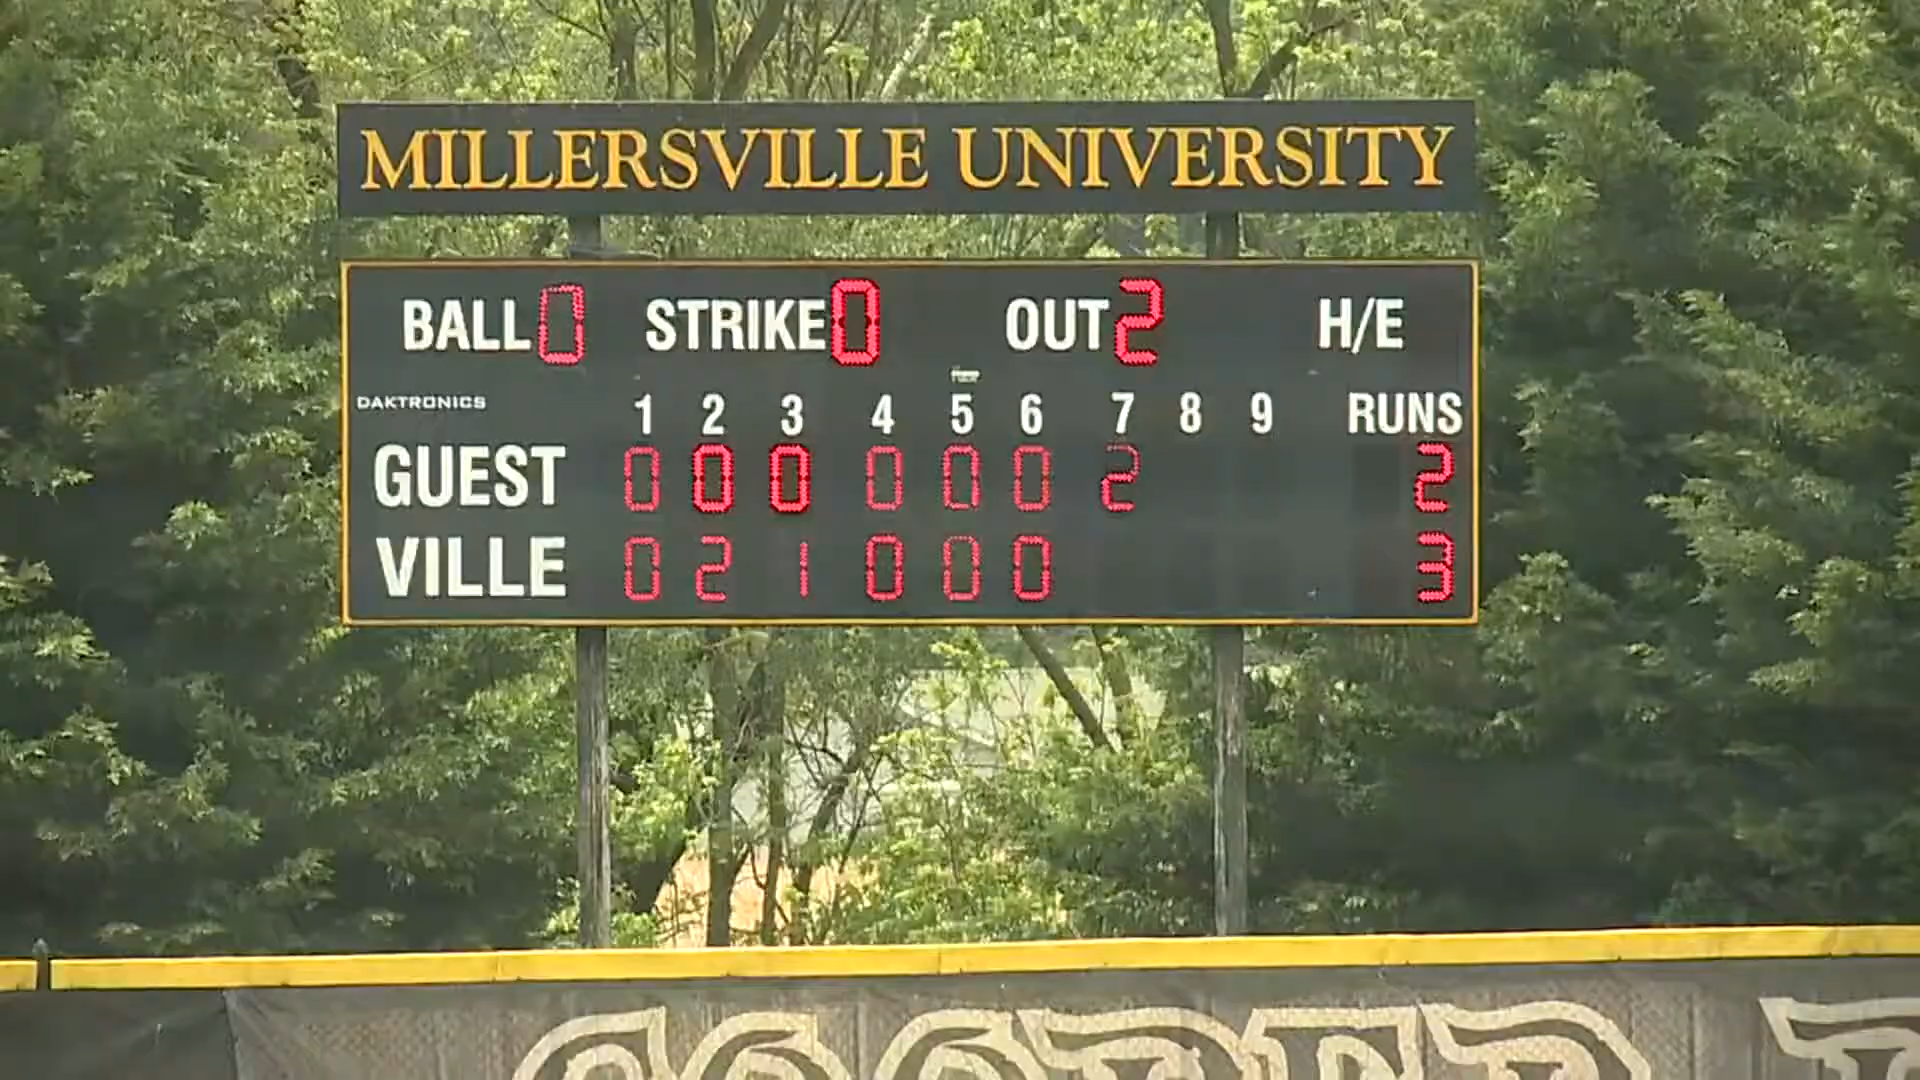 MILLERSVILLE UNIVERSITY
BALL 0 STRIKE 0 OUT 2 H/E
DAKTRONICS 1 2 3 4 5 6 7 8 9 RUNS
GUEST 0 0 0 0 0 0 2 2
VILLE 0 2 1 0 0 0 3